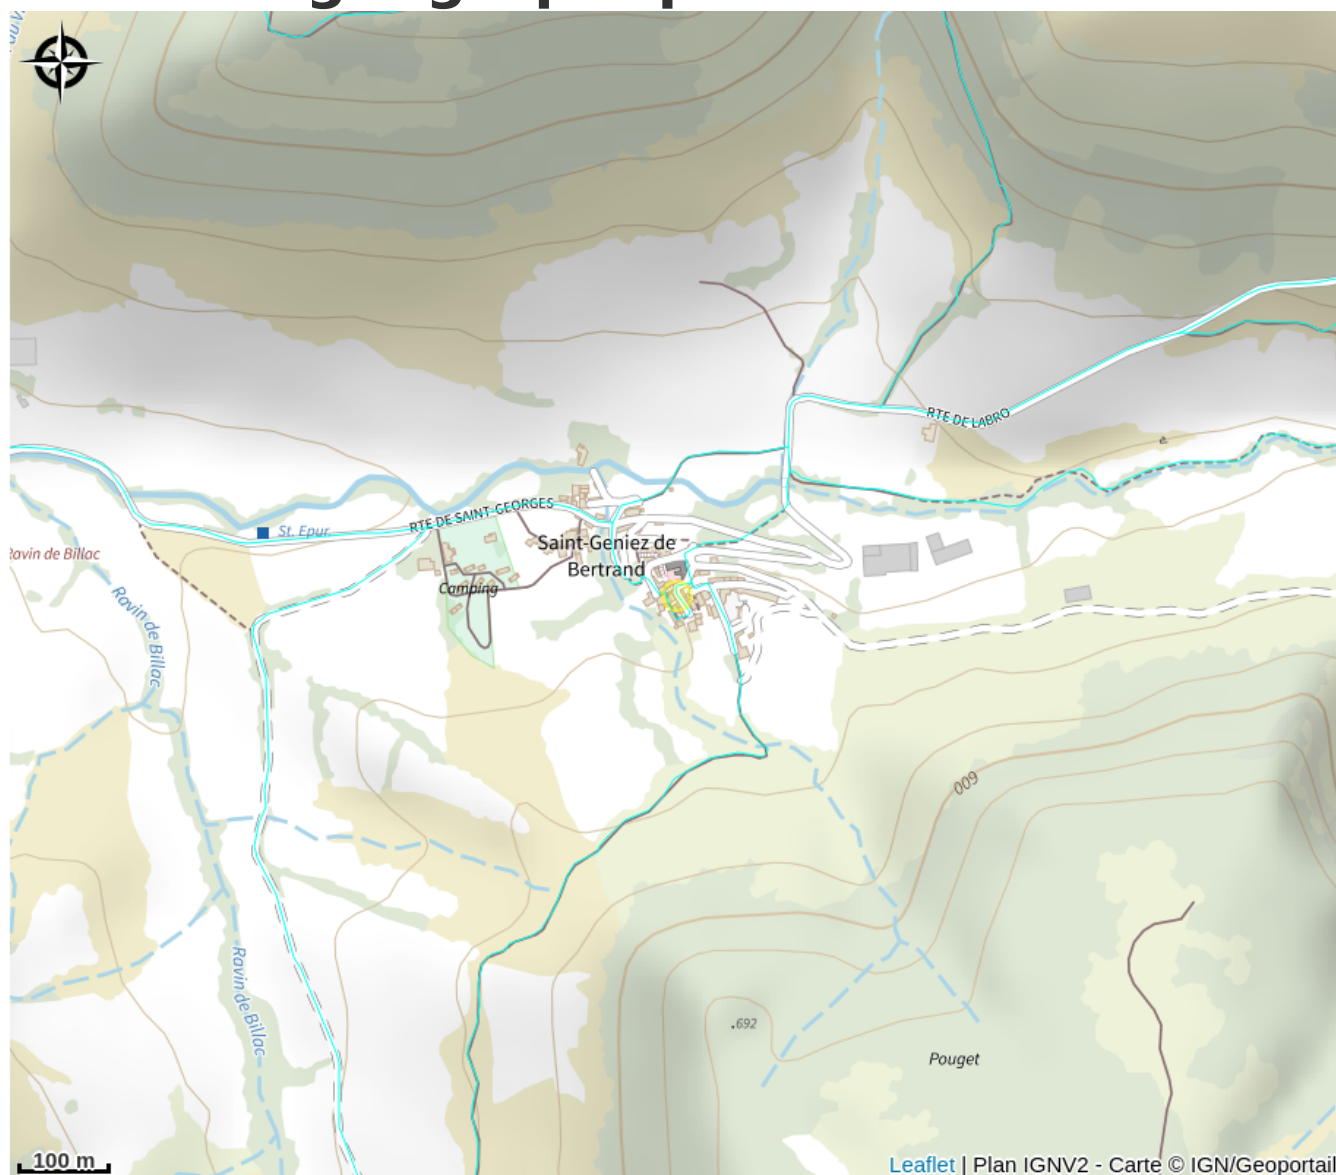 RTE DE LABRO
RTE DE SAINT-GEORGES
St. Epur.
Saint-Geniez de
Bertrand
Ravin de Billac
Camping
Ravin de Billac
600
Ravin de Billac
.692
Pouget
100 m
Leaflet | Plan IGNV2 - Carte © IGN/Geoportail